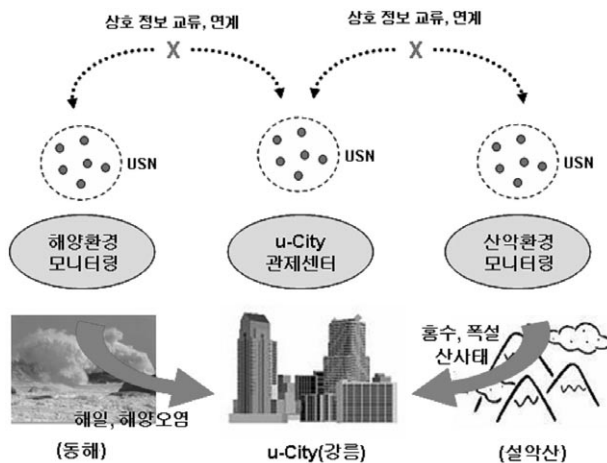 상호 정보 교류, 연계
상호 정보 교류, 연계
X
X
USN
USN
USN
해양환경
모니터링
u-City
관제센터
산악환경
모니터링
홍수, 폭설
산사태
해일, 해양오염
(동해)
u-City(강릉)
(설악산)